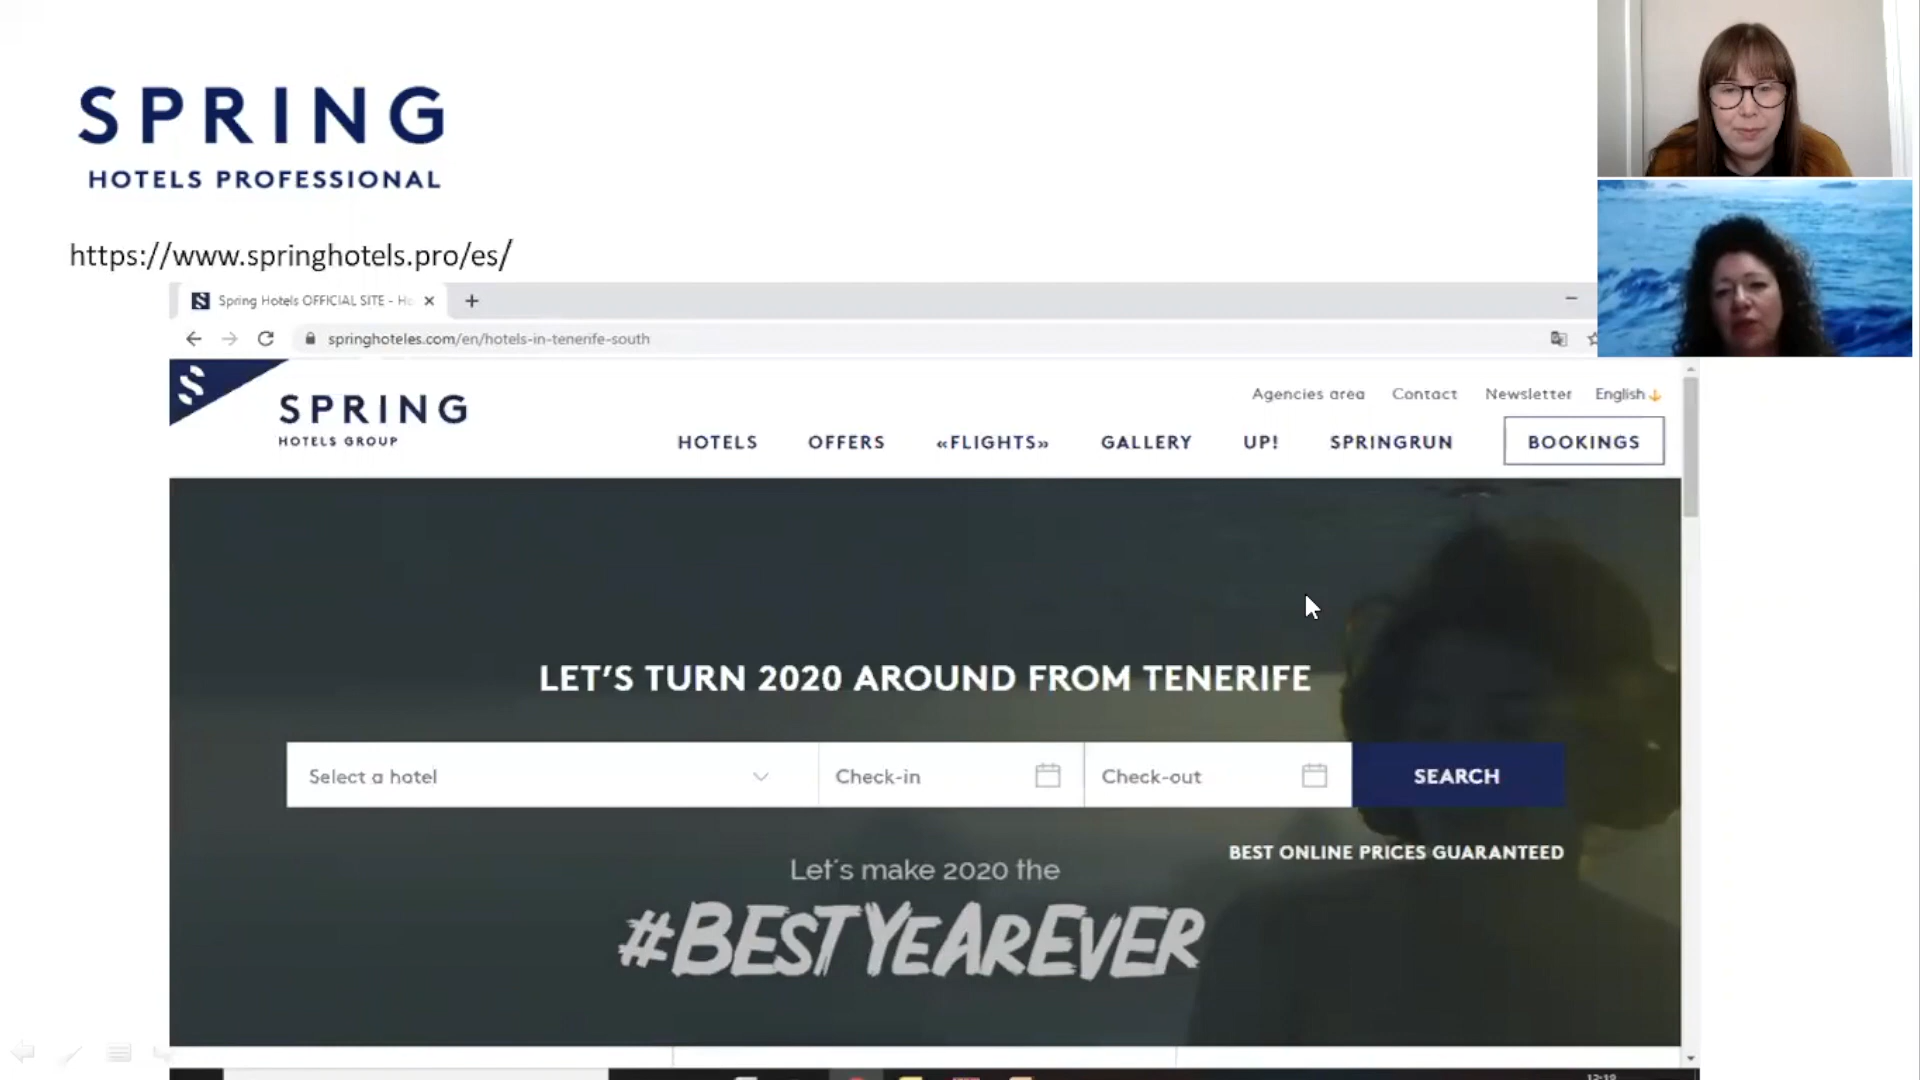 SPRING
HOTELS PROFESSIONAL
https://www.springhotels.pro/es/
Spring Hotels OFFICIAL SITE - Ho
springhoteles.com/en/hotels-in-tenerife-south
SPRING
HOTELS GROUP
Agencies area Contact Newsletter English
HOTELS OFFERS «FLIGHTS» GALLERY UP! SPRINGRUN BOOKINGS
LET'S TURN 2020 AROUND FROM TENERIFE
Select a hotel Check-in Check-out SEARCH
BEST ONLINE PRICES GUARANTEED
Let´s make 2020 the
#BESTYEAREVER